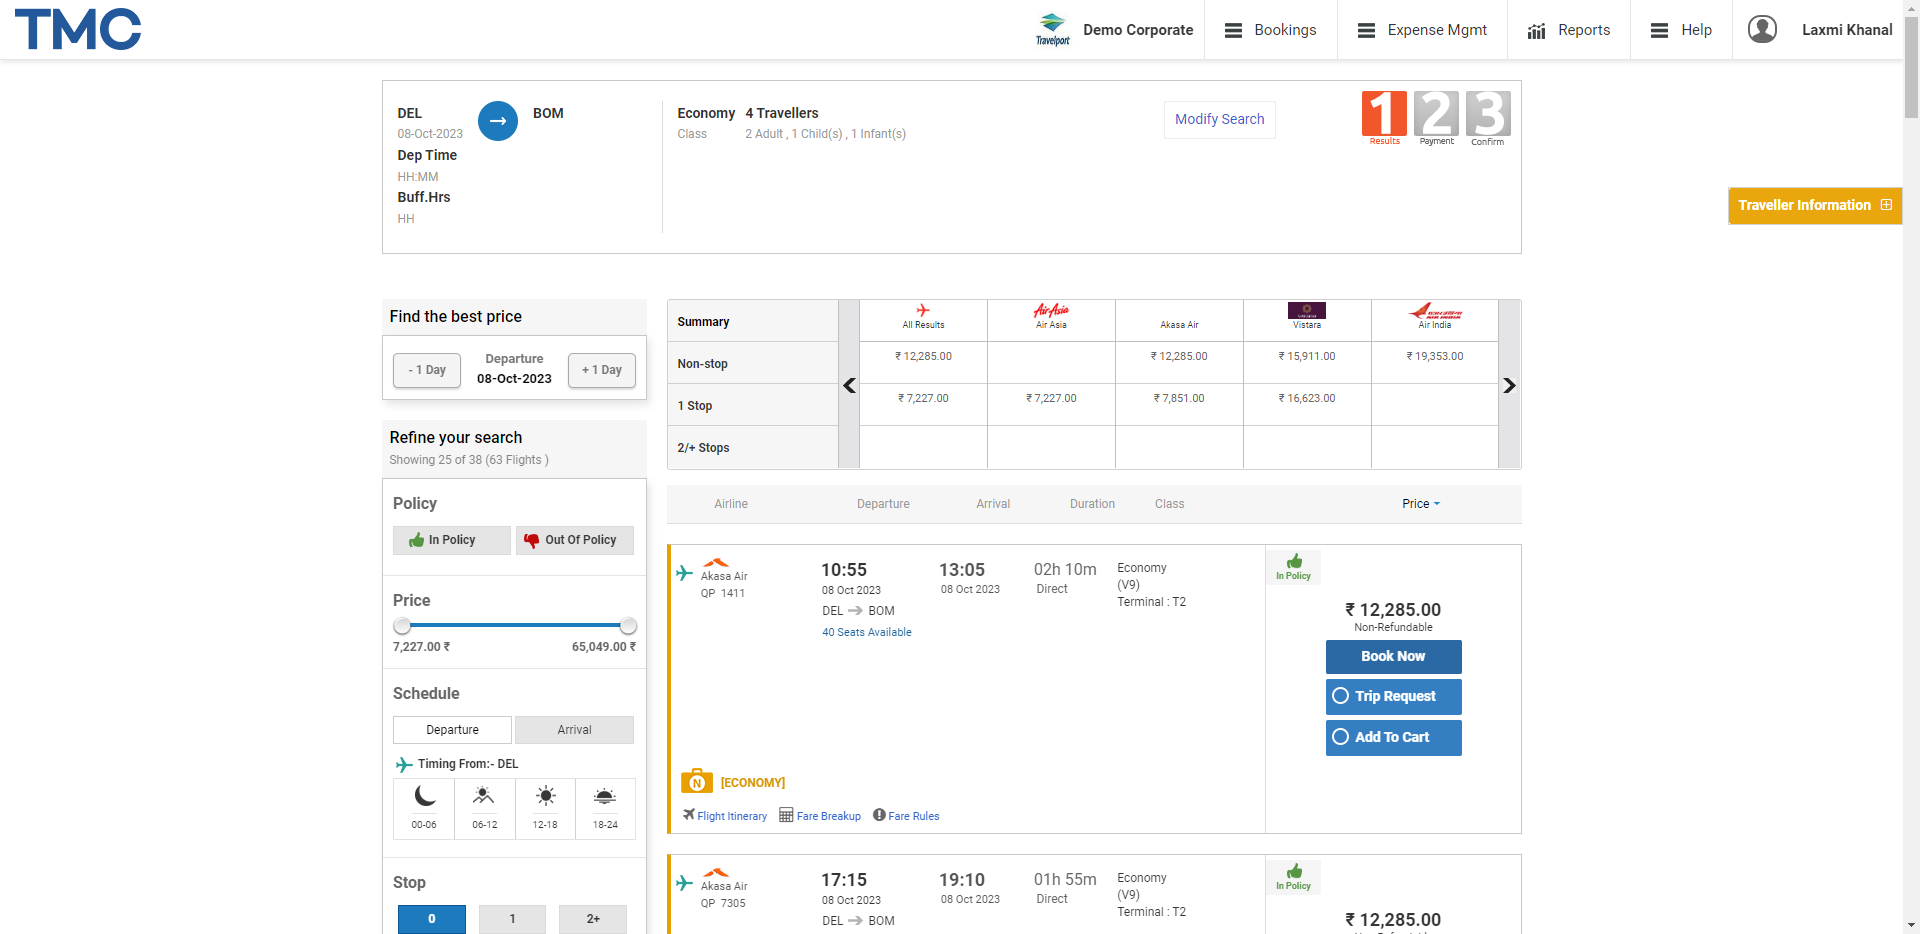 TMC
Travelport
Demo Corporate
Bookings
Expense Mgmt
Reports
Help
Laxmi Khanal
DEL
08-Oct-2023
BOM
Dep Time
HH:MM
Buff.Hrs
HH
Economy
Class
4 Travellers
2 Adult , 1 Child(s) , 1 Infant(s)
Modify Search
1 2 3
Results Payment Confirm
Traveller Information
Find the best price
- 1 Day
Departure
08-Oct-2023
+ 1 Day
Refine your search
Showing 25 of 38 (63 Flights )
Policy
In Policy
Out Of Policy
Price
7,227.00 ₹ 65,049.00 ₹
Schedule
Departure Arrival
Timing From:- DEL
00-06 06-12 12-18 18-24
Stop
0 1 2+
Summary
All Results
AirAsia
Air Asia
Akasa Air
Vistara
AIR INDIA
Air India
Non-stop ₹ 12,285.00 ₹ 12,285.00 ₹ 15,911.00 ₹ 19,353.00
1 Stop ₹ 7,227.00 ₹ 7,227.00 ₹ 7,851.00 ₹ 16,623.00
2/+ Stops
Airline Departure Arrival Duration Class Price
Akasa Air
QP 1411
10:55
08 Oct 2023
DEL BOM
40 Seats Available
13:05
08 Oct 2023
02h 10m
Direct
Economy
(V9)
Terminal : T2
In Policy
₹ 12,285.00
Non-Refundable
Book Now
Trip Request
Add To Cart
N [ECONOMY]
Flight Itinerary Fare Breakup Fare Rules
Akasa Air
QP 7305
17:15
08 Oct 2023
DEL BOM
19:10
08 Oct 2023
01h 55m
Direct
Economy
(V9)
Terminal : T2
In Policy
₹ 12,285.00